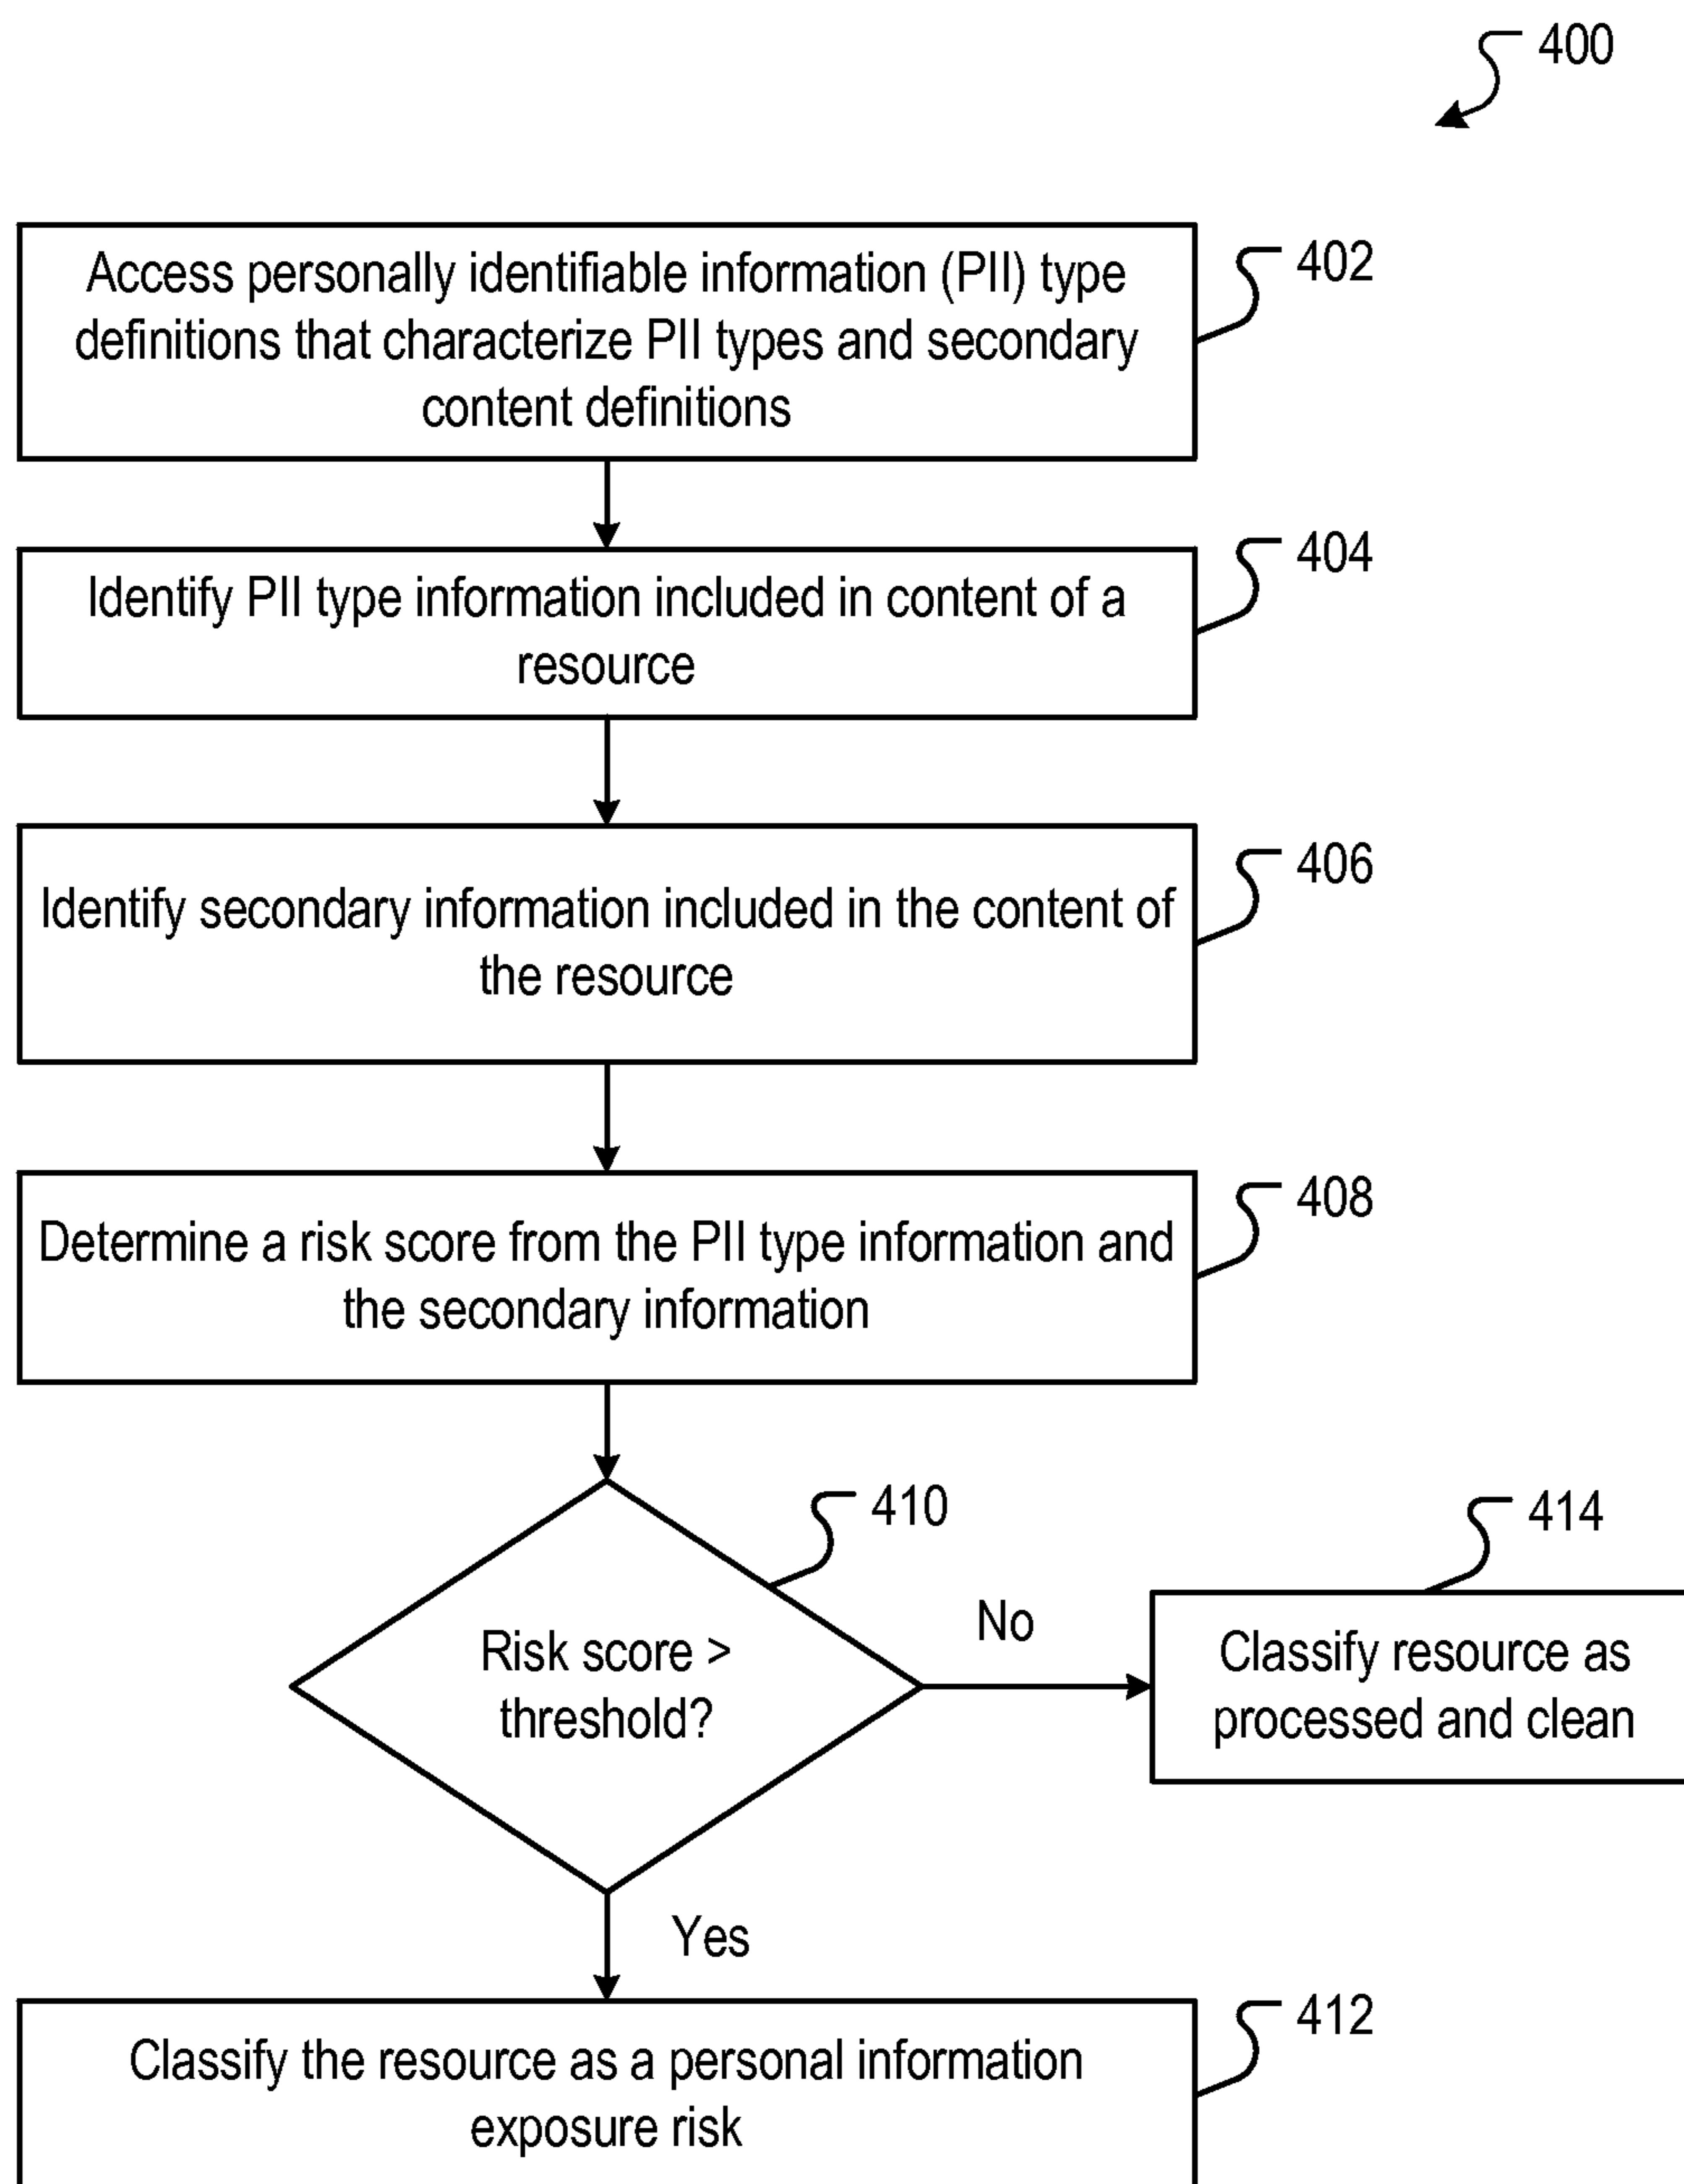 400
Access personally identifiable information (PII) type
definitions that characterize PII types and secondary
content definitions
402
Identify PII type information included in content of a
resource
404
Identify secondary information included in the content of
the resource
406
Determine a risk score from the PII type information and
the secondary information
408
Risk score >
threshold?
410
No
Classify resource as
processed and clean
414
Yes
Classify the resource as a personal information
exposure risk
412